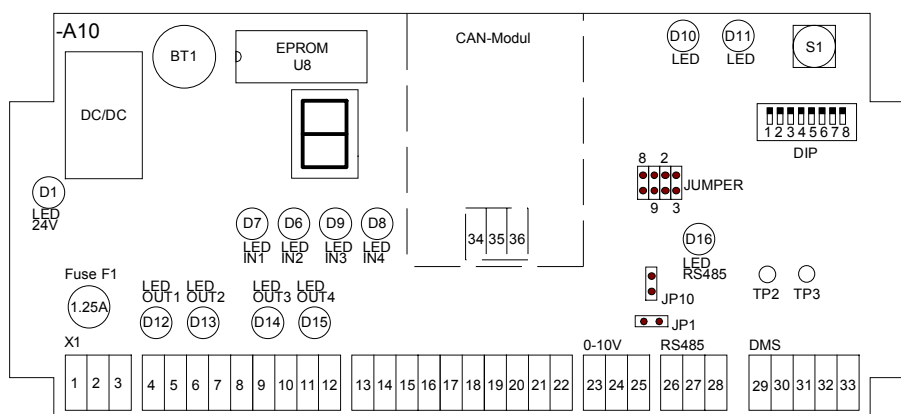 -A10
BT1
EPROM
U8
CAN-Modul
D10
LED
D11
LED
S1
DC/DC
1 2 3 4 5 6 7 8
DIP
8 2
JUMPER
9 3
D1
LED
24V
D7
LED
IN1
D6
LED
IN2
D9
LED
IN3
D8
LED
IN4
34 35 36
D16
LED
RS485
TP2
TP3
JP10
JP1
Fuse F1
1.25A
LED
OUT1
D12
LED
OUT2
D13
LED
OUT3
D14
LED
OUT4
D15
X1
0-10V
RS485
DMS
1 2 3 4 5 6 7 8 9 10 11 12 13 14 15 16 17 18 19 20 21 22 23 24 25 26 27 28 29 30 31 32 33